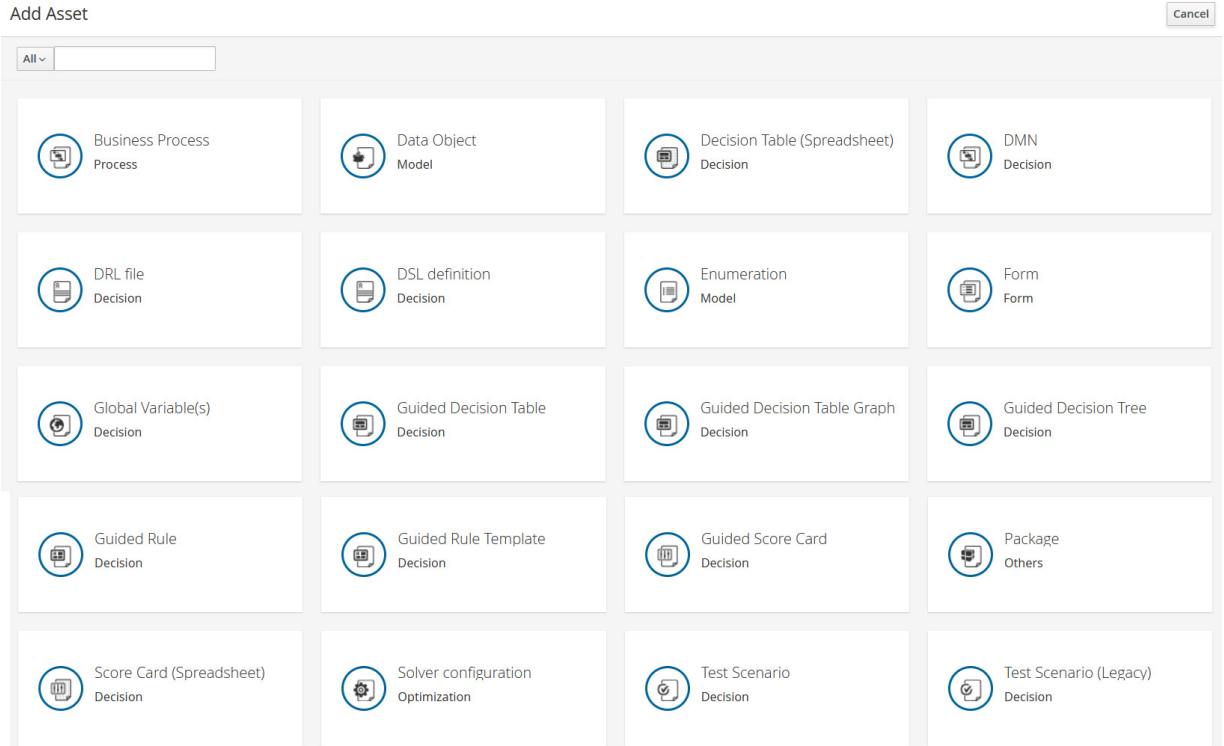 Add Asset
Cancel
All
Business Process
Process
Data Object
Model
Decision Table (Spreadsheet)
Decision
DMN
Decision
DRL file
Decision
DSL definition
Decision
Enumeration
Model
Form
Form
Global Variable(s)
Decision
Guided Decision Table
Decision
Guided Decision Table Graph
Decision
Guided Decision Tree
Decision
Guided Rule
Decision
Guided Rule Template
Decision
Guided Score Card
Decision
Package
Others
Score Card (Spreadsheet)
Decision
Solver configuration
Optimization
Test Scenario
Decision
Test Scenario (Legacy)
Decision